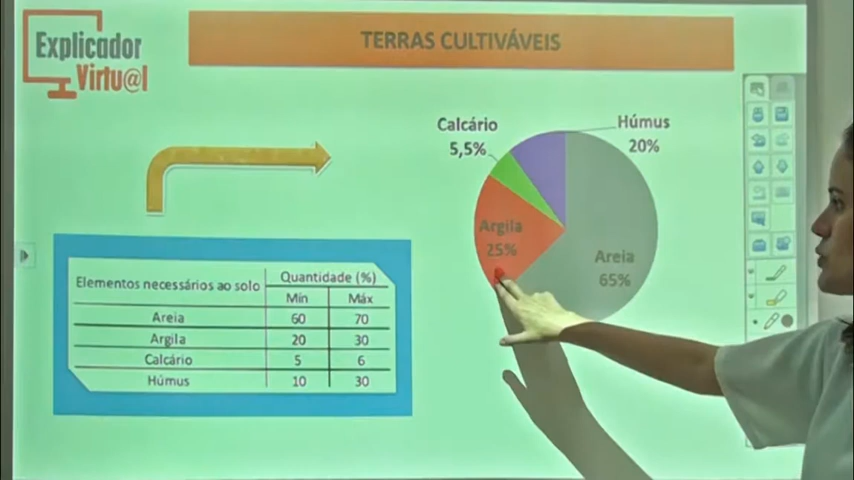 Explicador
Virtu@l
TERRAS CULTIVÁVEIS
Calcário
5,5%
Húmus
20%
Argila
25%
Areia
65%
Elementos necessários ao solo
Quantidade (%)
Mín
Máx
Areia
60
70
Argila
20
30
Calcário
5
6
Húmus
10
30